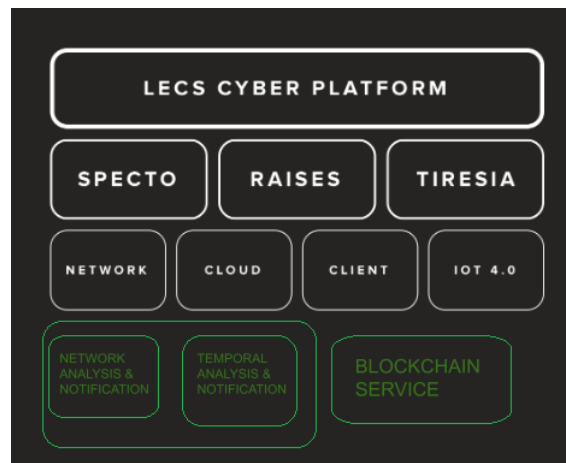 LECS CYBER PLATFORM
SPECTO
RAISES
TIRESIA
NETWORK
CLOUD
CLIENT
IOT 4.0
NETWORK
ANALYSIS &
NOTIFICATION
TEMPORAL
ANALYSIS &
NOTIFICATION
BLOCKCHAIN
SERVICE